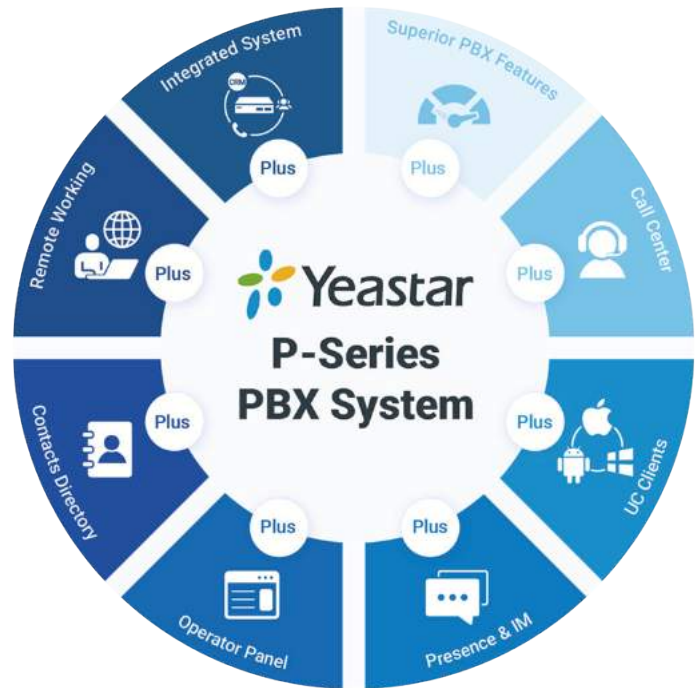 Yeastar
P-Series
PBX System
Superior PBX Features
Plus
Call Center
Plus
UC Clients
Plus
Presence & IM
Plus
Operator Panel
Plus
Contacts Directory
Plus
Remote Working
Plus
Integrated System
CRM
Plus